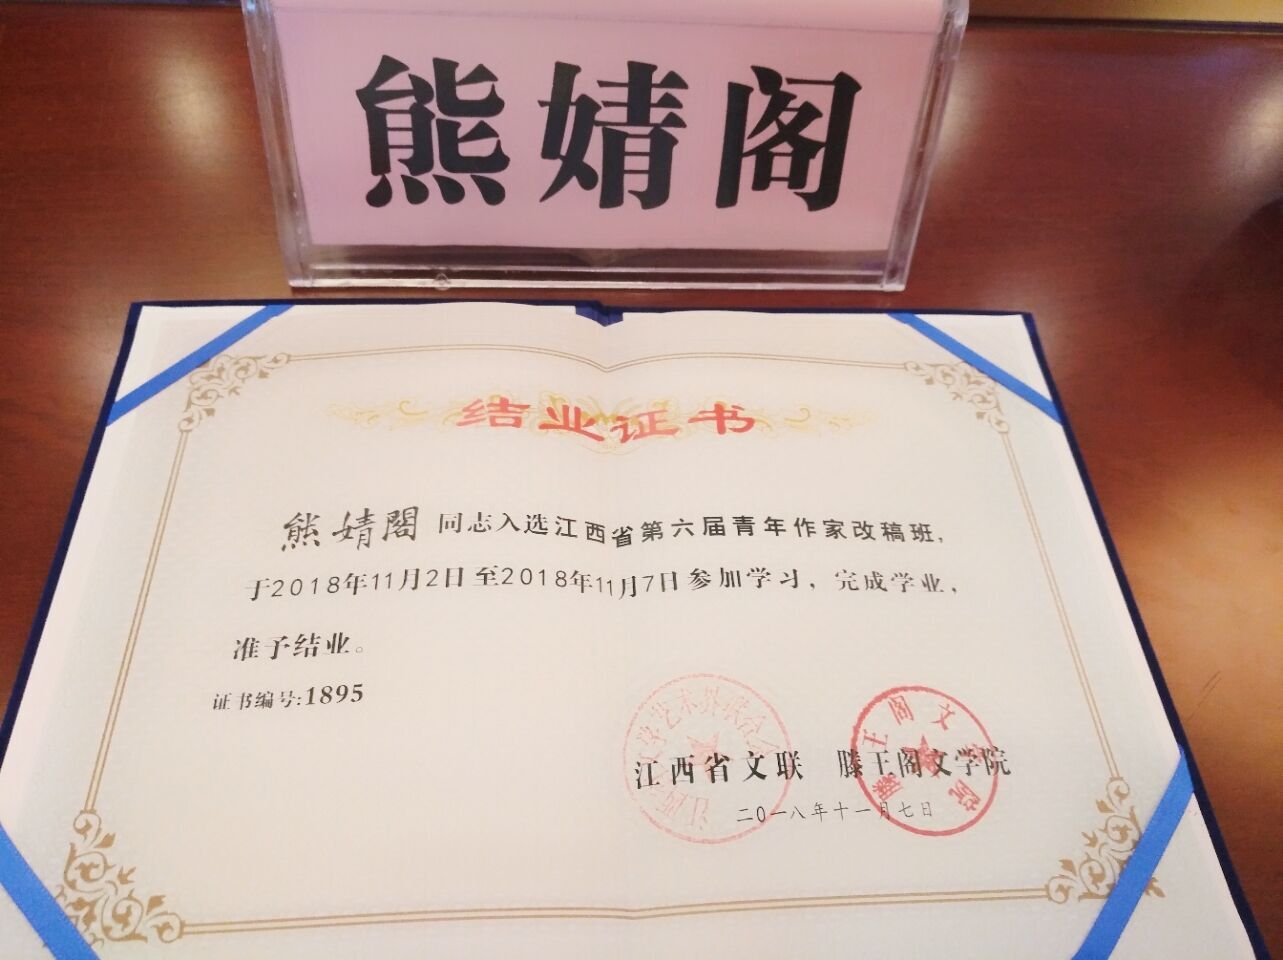 熊婧阁
结业证书
熊婧閣 同志入选江西省第六届青年作家改稿班，
于2018年11月2日至2018年11月7日参加学习，完成学业，
准予结业。
证书编号:1895
江西省文联 滕王阁文学院
二〇一八年十一月七日